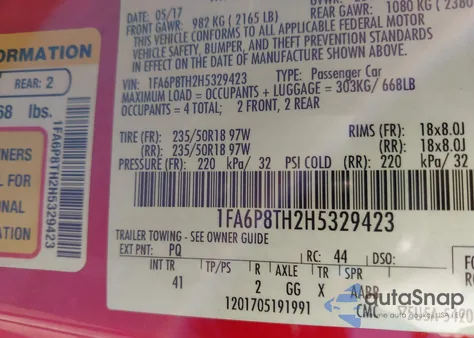 05/17
FRONT GAWR: 982 KG ( 2165 LB)
REAR GAWR: 1080 KG
THIS VEHICLE CONFORMS TO ALL APPLICABLE FEDERAL MOTOR
VEHICLE SAFETY, BUMPER, AND THEFT PREVENTION STANDARDS
IN EFFECT ON THE DATE OF MANUFACTURE SHOWN ABOVE.
VIN: 1FA6P8TH2H5329423
TYPE: Passenger Car
MAXIMUM LOAD = OCCUPANTS + LUGGAGE = 303KG/ 668LB
OCCUPANTS = 4 TOTAL: 2 FRONT, 2 REAR
TIRE (FR): 235/50R18 97W
RIMS (FR): 18x8.0J
(RR): 235/50R18 97W
(RR): 18x8.0J
PRESSURE (FR): 220 kPa/ 32 PSI COLD (RR): 220 kPa/ 32
1FA6P8TH2H5329423
TRAILER TOWING - SEE OWNER GUIDE
EXT PNT: PQ
RC: 44
DSO:
INT TR
TP/PS
R
AXLE
TR
SPR
41
2
GG
X
AABR
1201705191991
CMC
ORMATION
REAR: 2
68 lbs.
1FA6P8TH2H5329423
NERS
FOR
ONAL
ATION
autoSnap